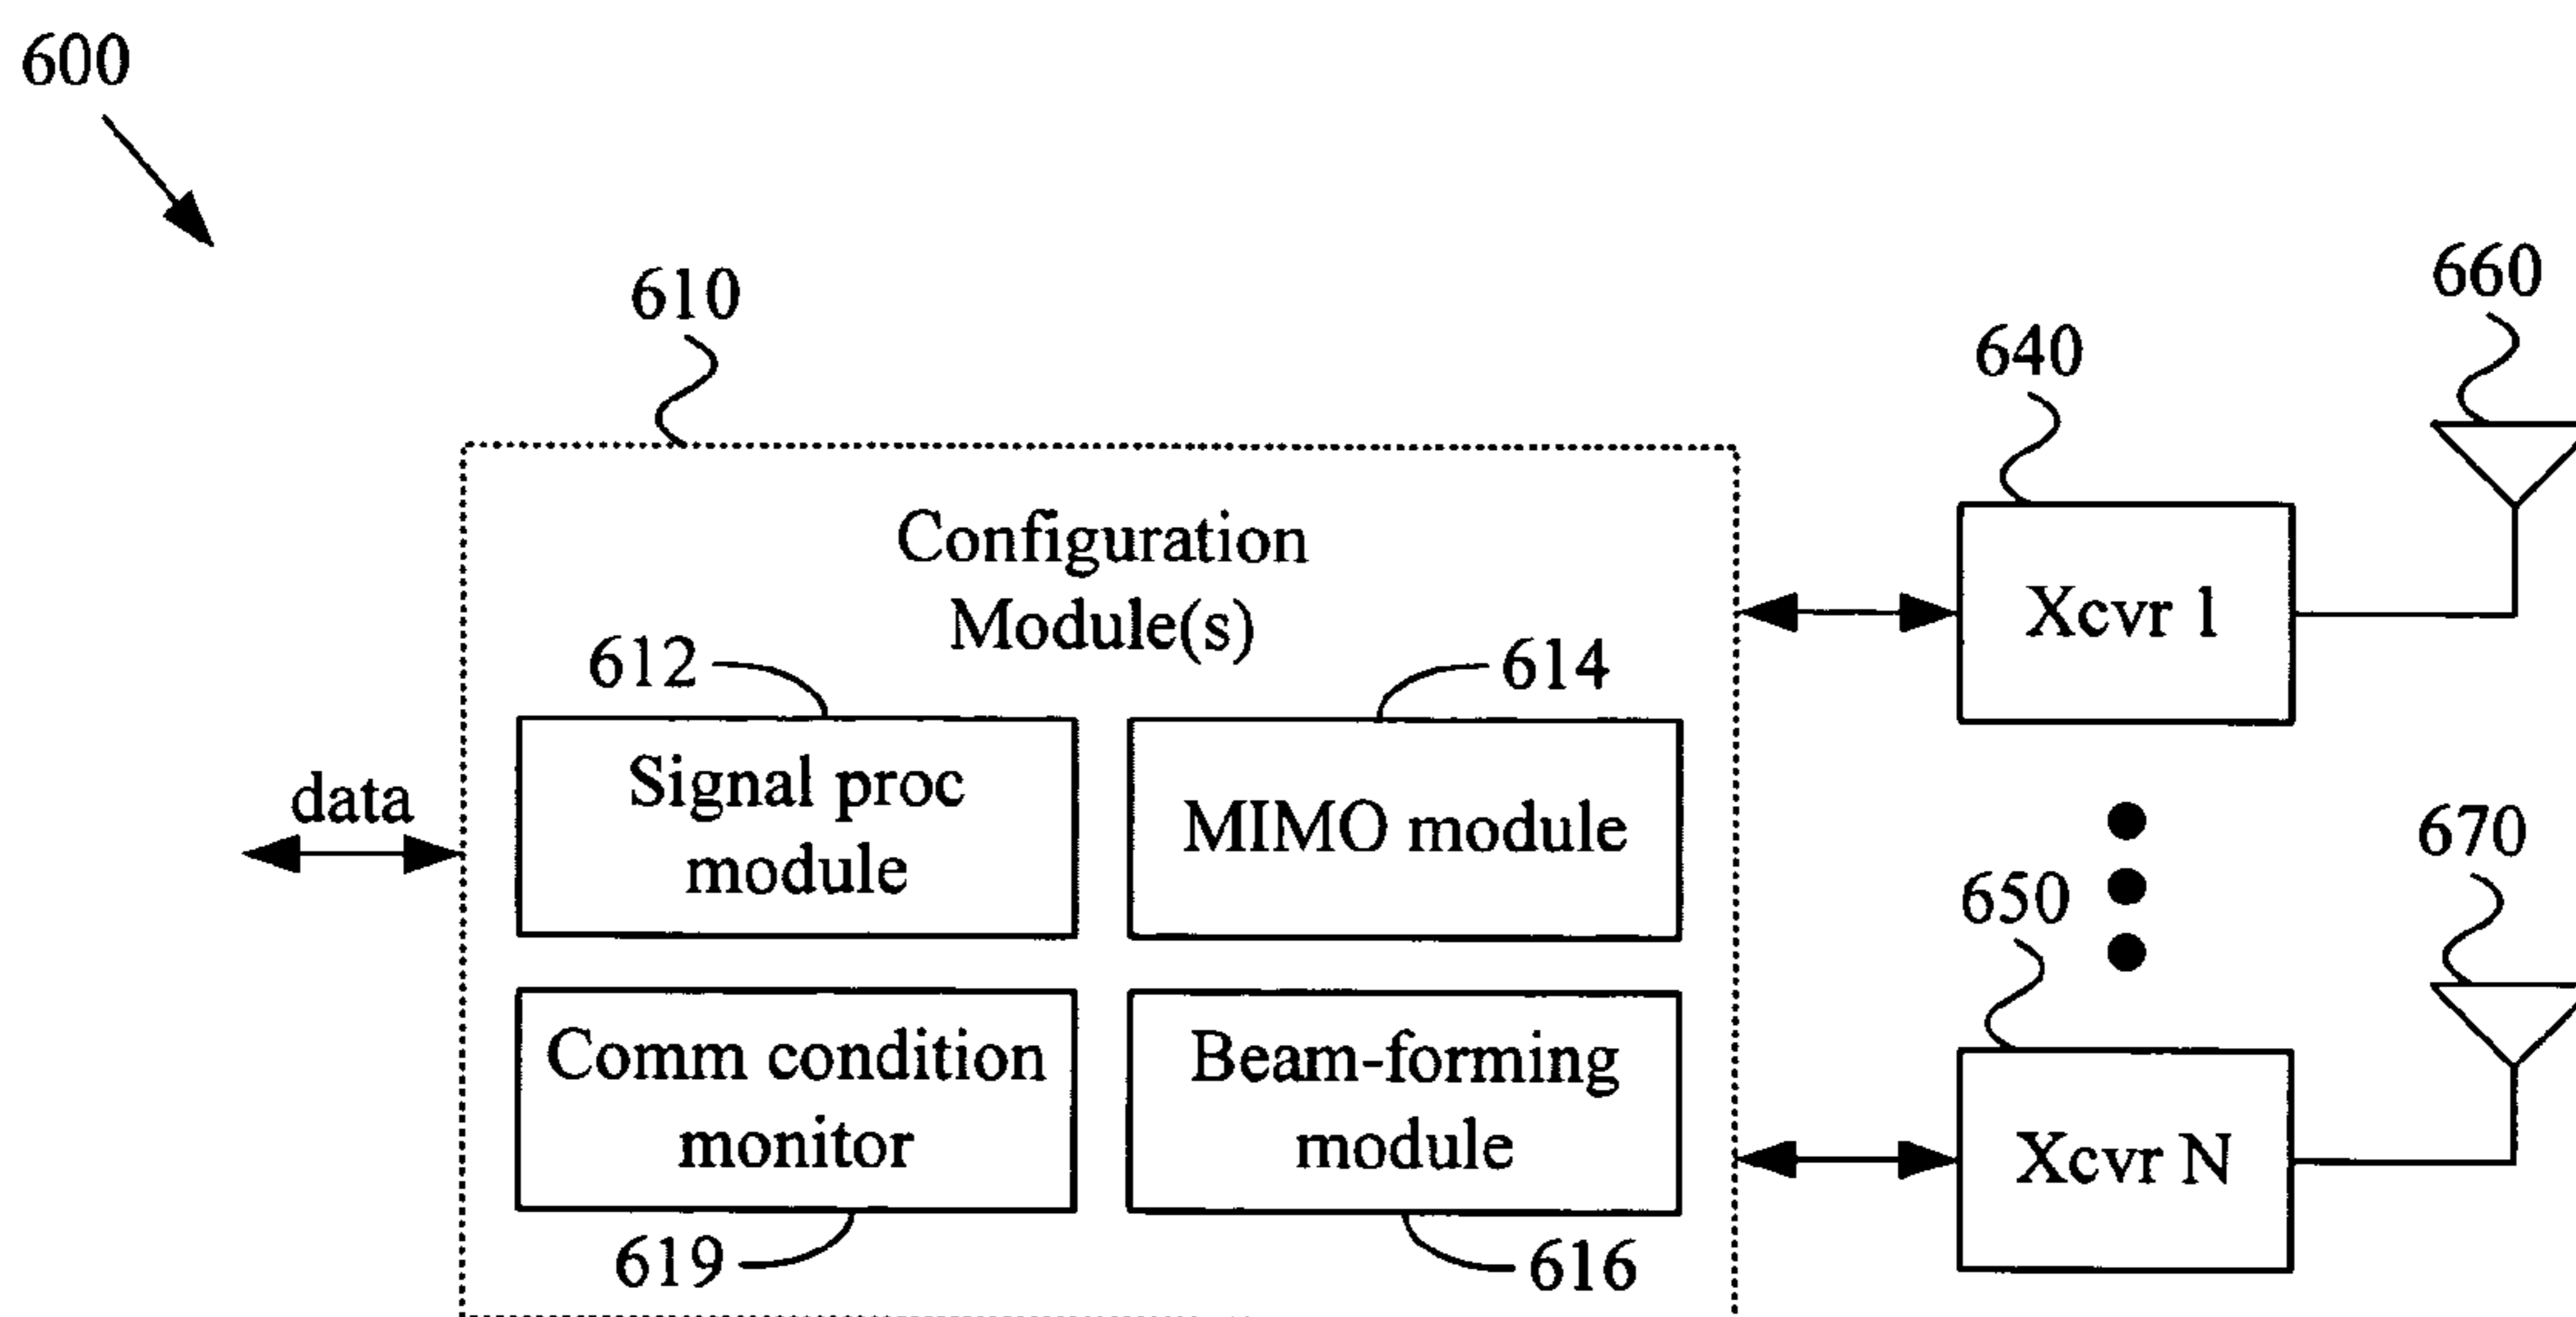 600
610
660
640
Configuration
Module(s)
Xcvr 1
612
614
Signal proc
module
MIMO module
data
670
650
Comm condition
monitor
Beam-forming
module
Xcvr N
619
616